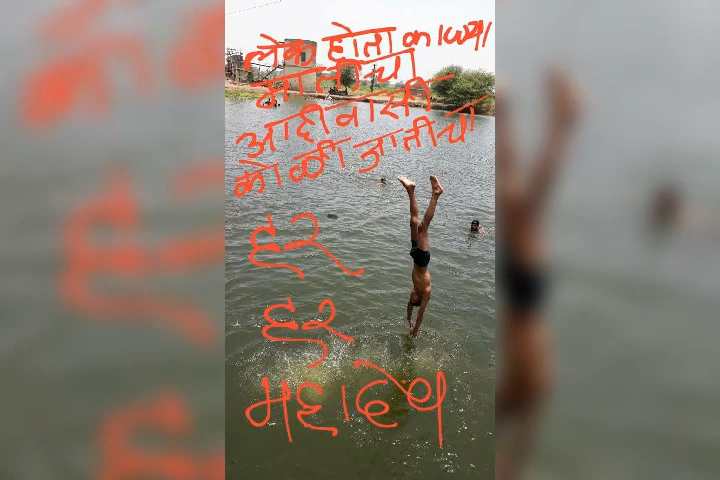 लेक होता काळ्या
मातीचा
आदीवासी
कोळी जातीचा
हर
हर
महादेव